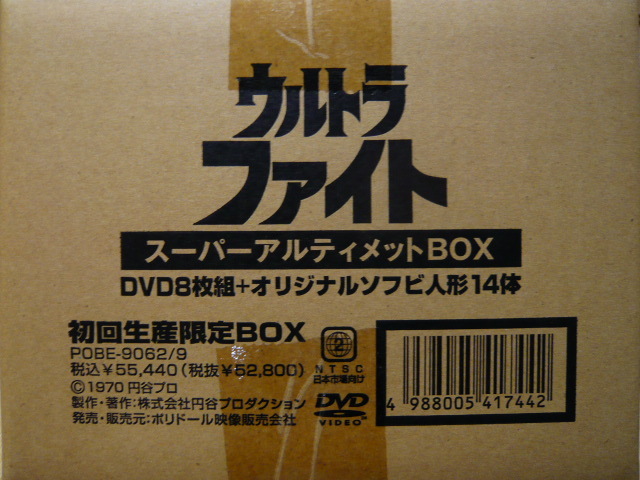 ウルトラ
ファイト
スーパーアルティメットBOX
DVD8枚組+オリジナルソフビ人形14体
初回生産限定BOX
POBE-9062/9
税込¥55,440(税抜¥52,800)
©1970 円谷プロ
製作・著作：株式会社円谷プロダクション
発売・販売元：ポリドール映像販売会社
2
NTSC
日本市場向け
DVD
VIDEO
4 988005 417442